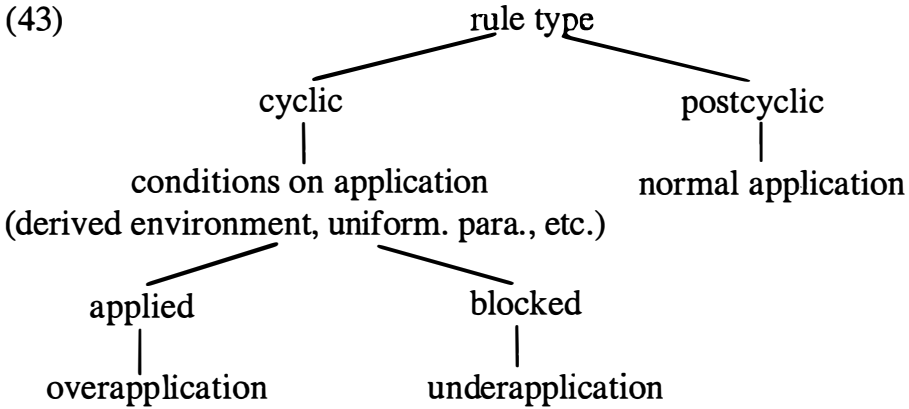 (43) rule type
cyclic postcyclic
conditions on application normal application
(derived environment, uniform. para., etc.)
applied blocked
overapplication underapplication